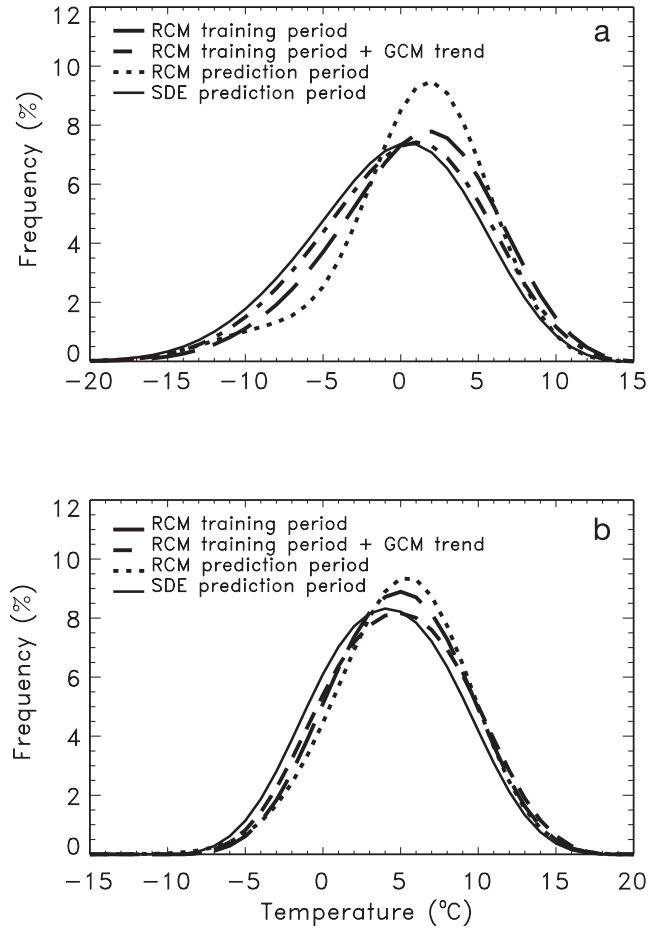 a
RCM training period
RCM training period + GCM trend
RCM prediction period
SDE prediction period
Frequency (%)
12
10
8
6
4
2
0
−20 −15 −10 −5 0 5 10 15
b
RCM training period
RCM training period + GCM trend
RCM prediction period
SDE prediction period
Frequency (%)
12
10
8
6
4
2
0
−15 −10 −5 0 5 10 15 20
Temperature (°C)